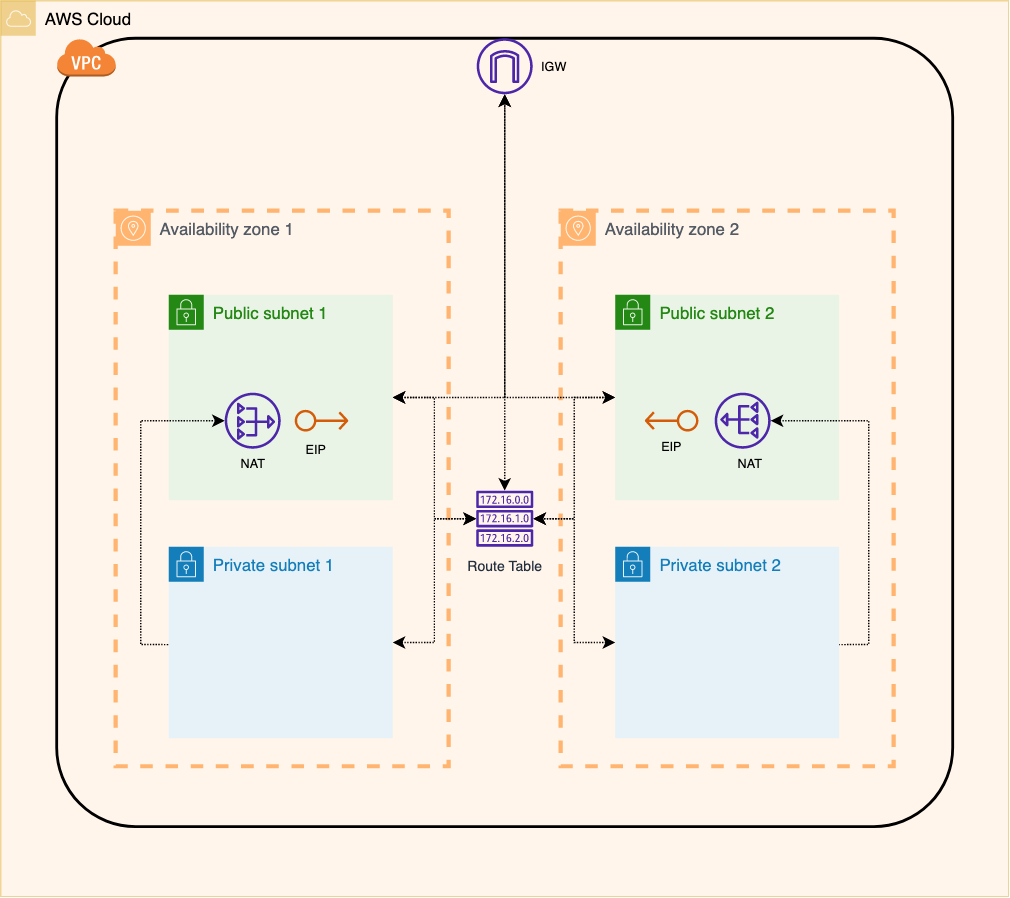 AWS Cloud
VPC
IGW
Availability zone 1
Availability zone 2
Public subnet 1
Public subnet 2
NAT
EIP
EIP
NAT
172.16.0.0
172.16.1.0
172.16.2.0
Route Table
Private subnet 1
Private subnet 2